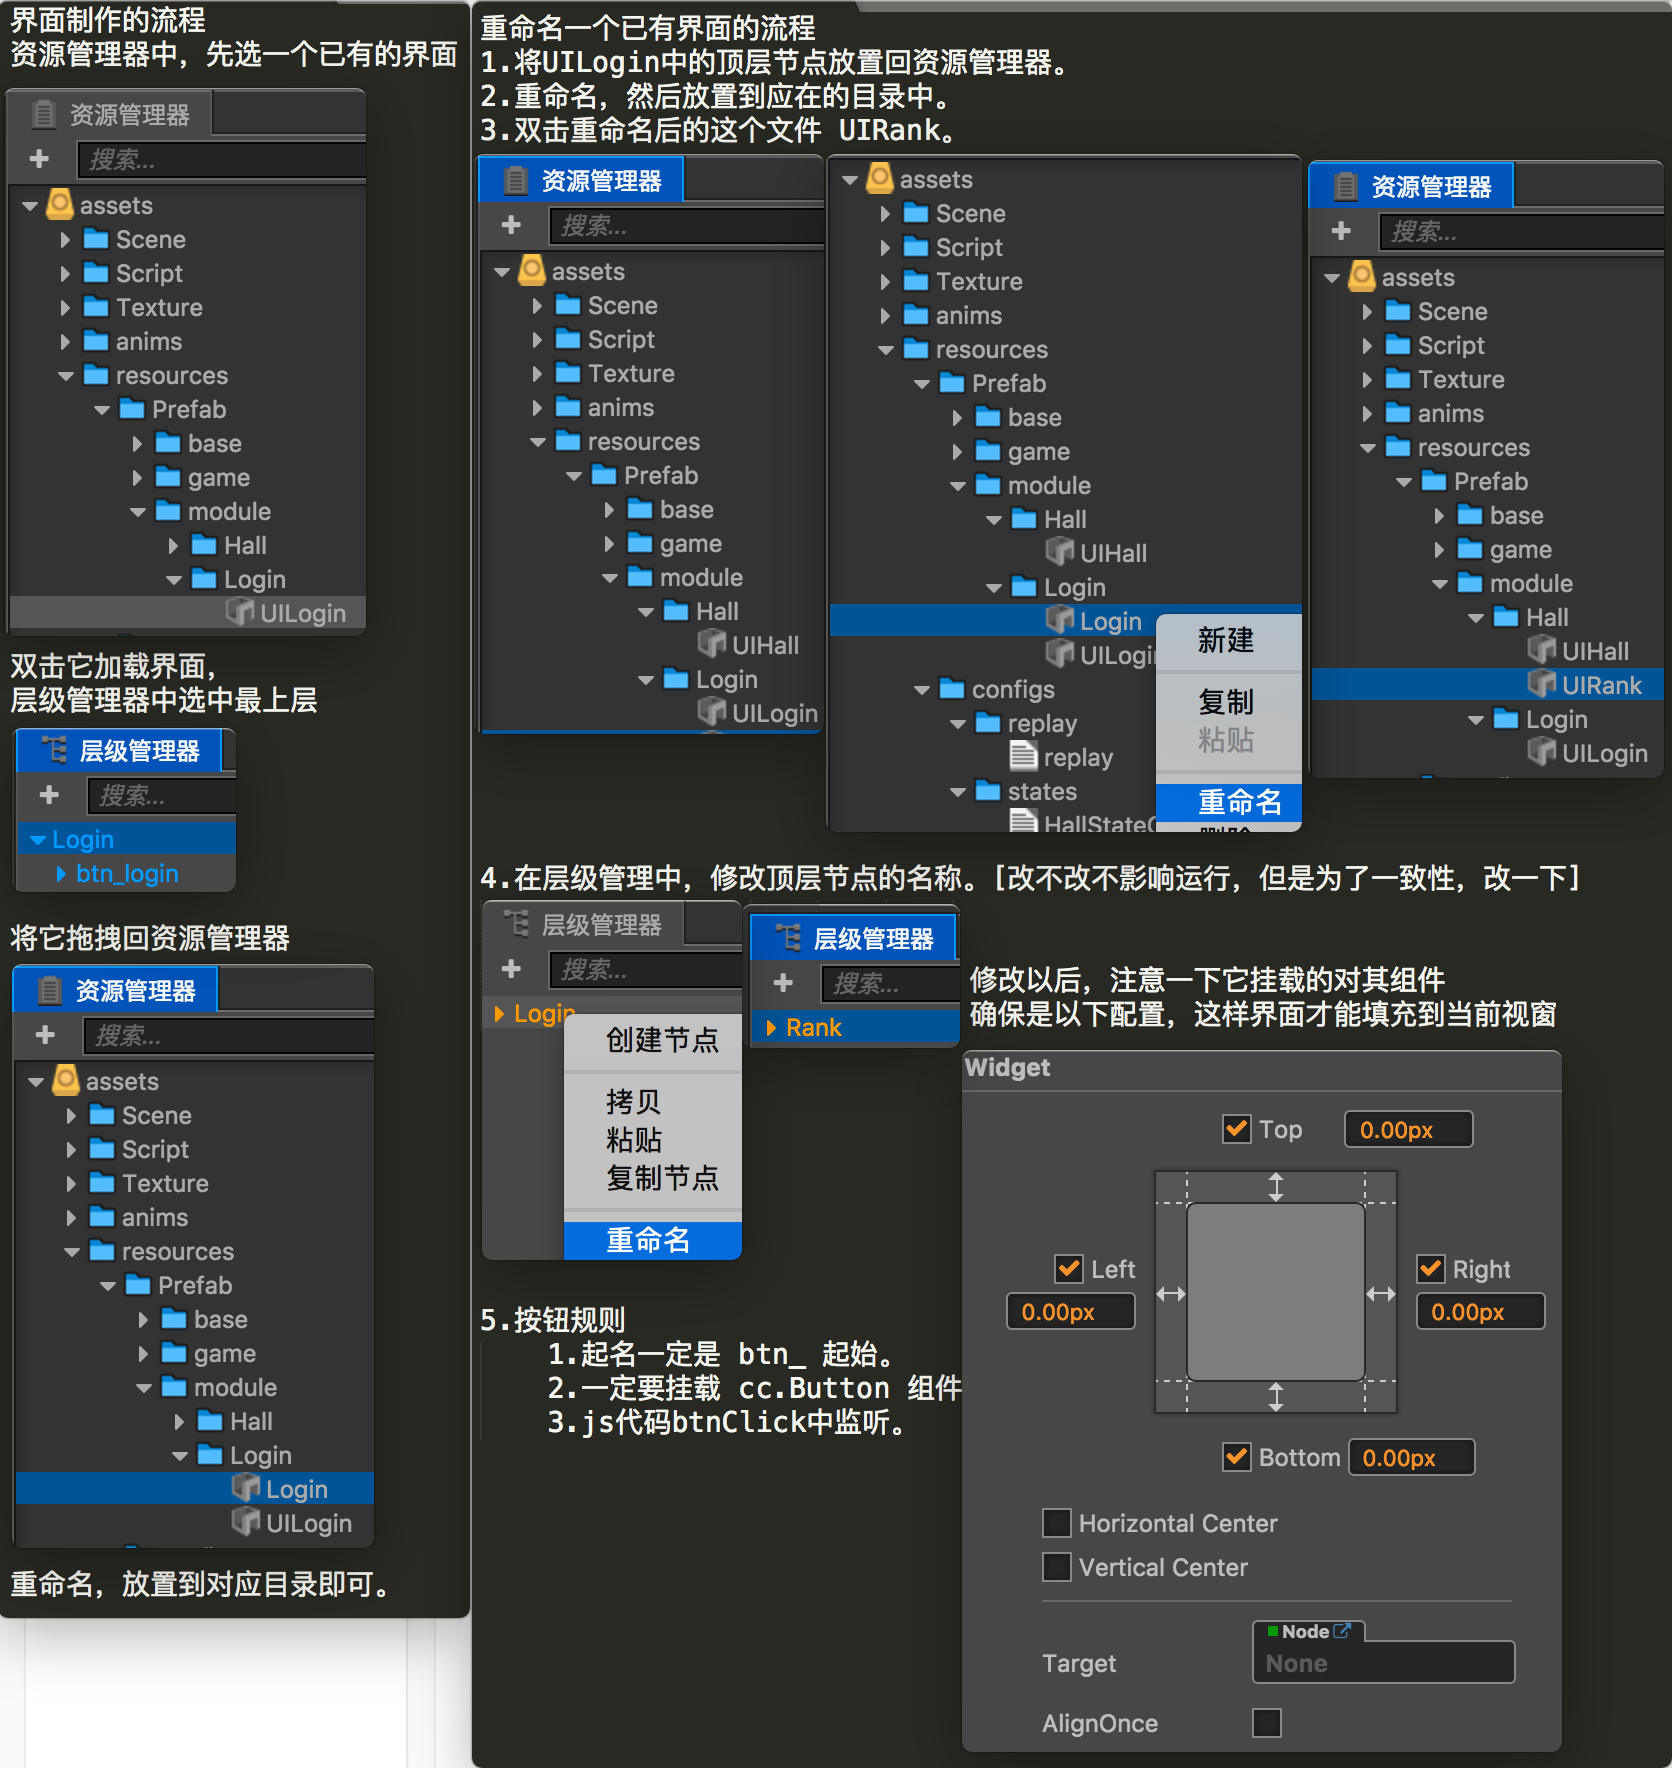 界面制作的流程
资源管理器中，先选一个已有的界面
资源管理器
搜索...
assets
Scene
Script
Texture
anims
resources
Prefab
base
game
module
Hall
Login
UILogin
双击它加载界面，
层级管理器中选中最上层
层级管理器
搜索...
Login
btn_login
将它拖拽回资源管理器
资源管理器
搜索...
assets
Scene
Script
Texture
anims
resources
Prefab
base
game
module
Hall
Login
Login
UILogin
重命名，放置到对应目录即可。
重命名一个已有界面的流程
1.将UILogin中的顶层节点放置回资源管理器。
2.重命名，然后放置到应在的目录中。
3.双击重命名后的这个文件 UIRank。
资源管理器
搜索...
assets
Scene
Script
Texture
anims
resources
Prefab
base
game
module
Hall
UIHall
Login
UILogin
assets
Scene
Script
Texture
anims
resources
Prefab
base
game
module
Hall
UIHall
Login
Login
UILogin
configs
replay
replay
states
HallState
新建
复制
粘贴
重命名
资源管理器
搜索...
assets
Scene
Script
Texture
anims
resources
Prefab
base
game
module
Hall
UIHall
UIRank
Login
UILogin
4.在层级管理中，修改顶层节点的名称。[改不改不影响运行，但是为了一致性，改一下]
层级管理器
搜索...
Login
创建节点
拷贝
粘贴
复制节点
重命名
层级管理器
搜索...
Rank
修改以后，注意一下它挂载的对其组件
确保是以下配置，这样界面才能填充到当前视窗
Widget
Top 0.00px
Left
0.00px
Right
0.00px
Bottom 0.00px
Horizontal Center
Vertical Center
Node
Target None
AlignOnce
5.按钮规则
1.起名一定是 btn_ 起始。
2.一定要挂载 cc.Button 组件
3.js代码btnClick中监听。